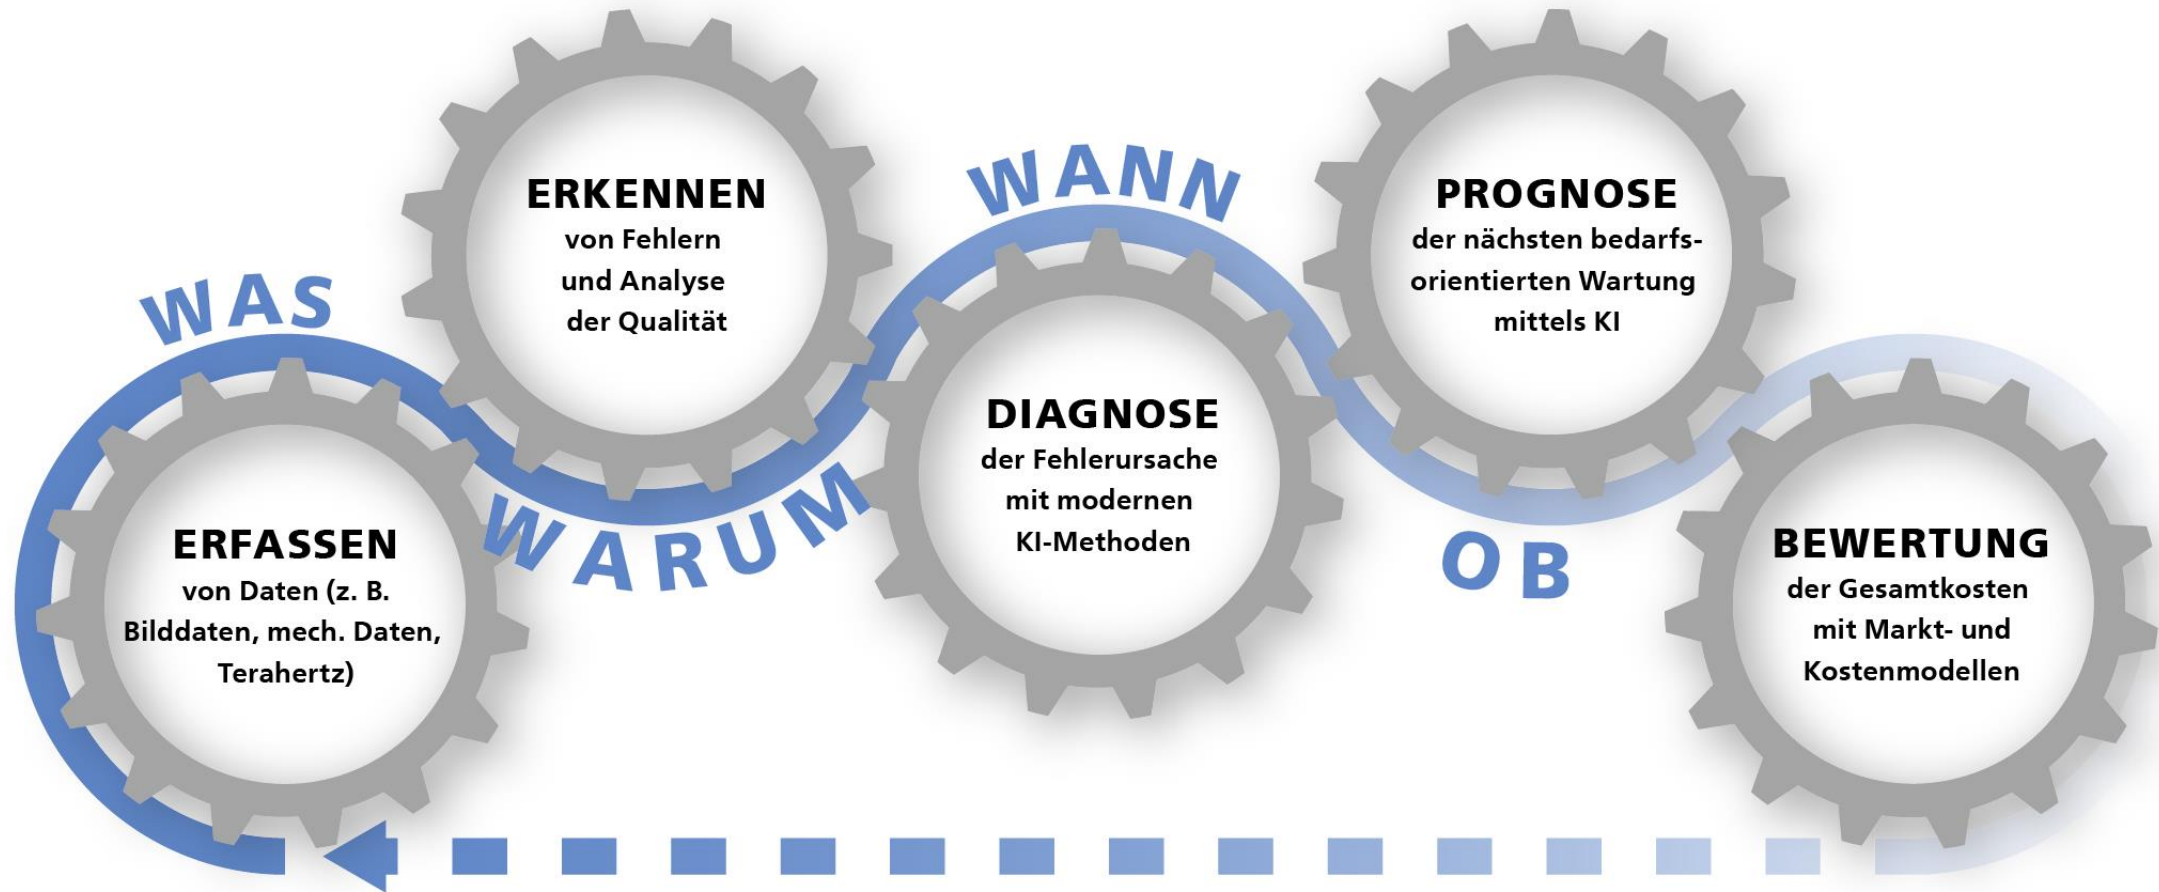 WAS
ERFASSEN
von Daten (z. B.
Bilddaten, mech. Daten,
Terahertz)
ERKENNEN
von Fehlern
und Analyse
der Qualität
WARUM
WANN
DIAGNOSE
der Fehlerursache
mit modernen
KI-Methoden
PROGNOSE
der nächsten bedarfs-
orientierten Wartung
mittels KI
OB
BEWERTUNG
der Gesamtkosten
mit Markt- und
Kostenmodellen